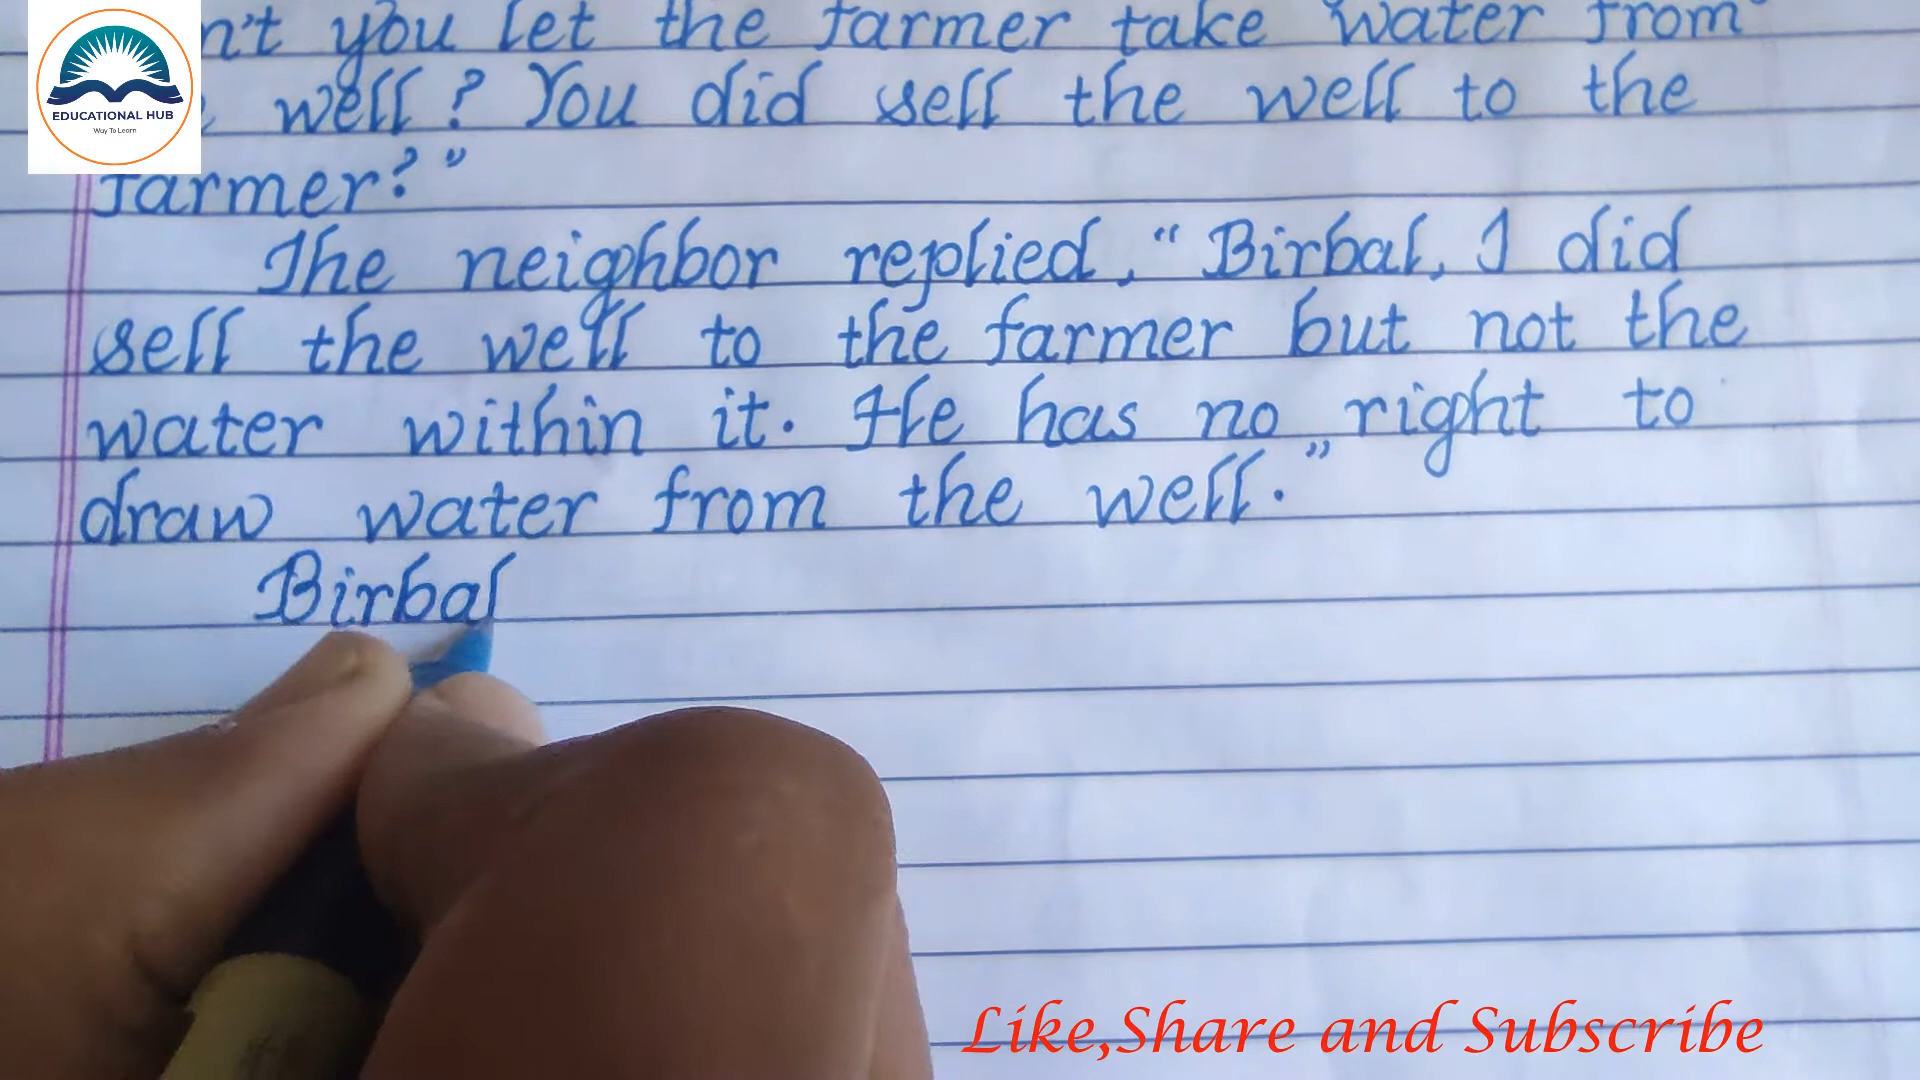 EDUCATIONAL HUB
Way To Learn
n't you let the farmer take water from
well? You did sell the well to the
farmer?"
The neighbor replied, "Birbal, I did
sell the well to the farmer but not the
water within it. He has no right to
draw water from the well."
Birbal
Like,Share and Subscribe